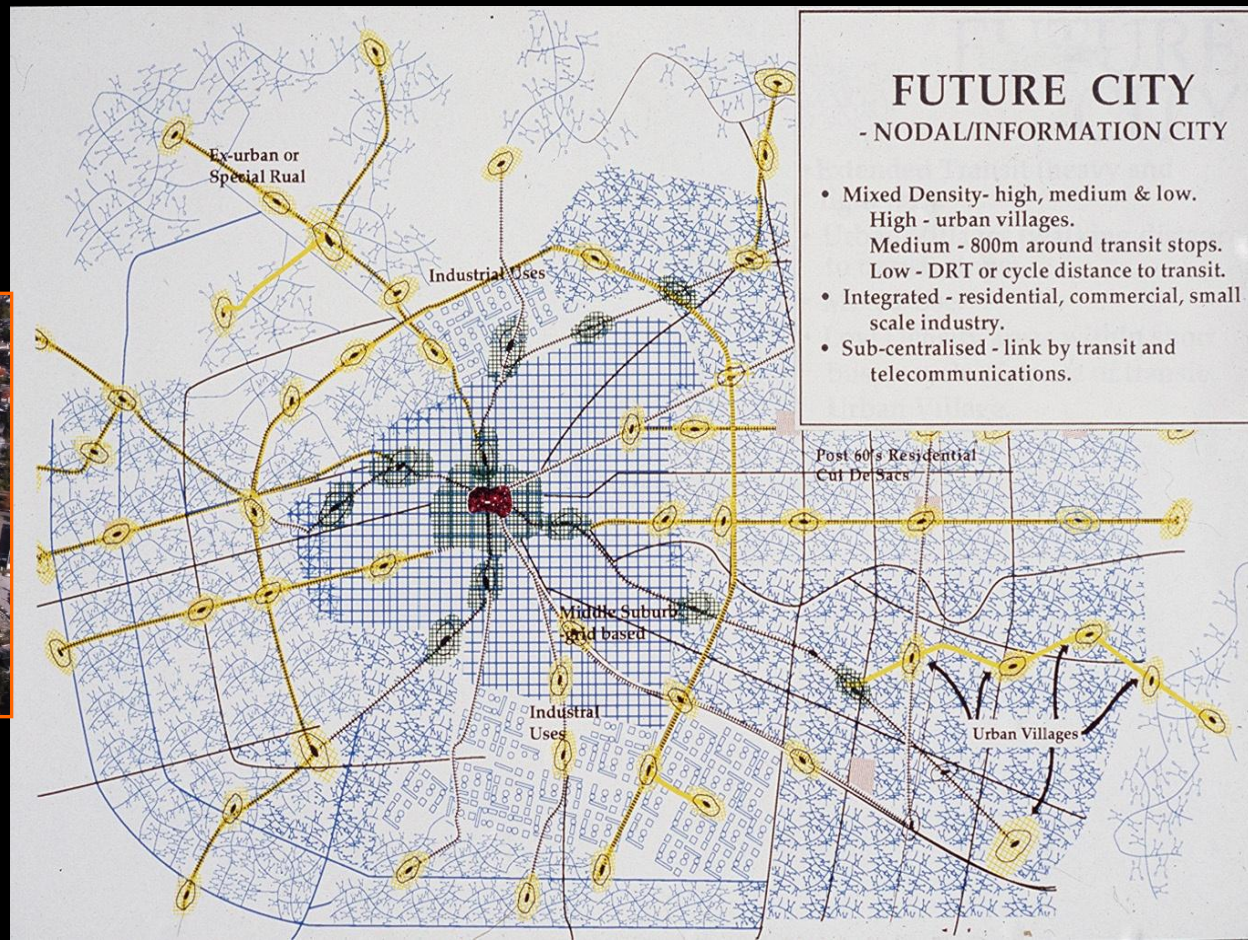 FUTURE CITY
- NODAL/INFORMATION CITY
• Mixed Density- high, medium & low.
High - urban villages.
Medium - 800m around transit stops.
Low - DRT or cycle distance to transit.
• Integrated - residential, commercial, small
scale industry.
• Sub-centralised - link by transit and
telecommunications.
Ex-urban or
Special Rual
Industrial Uses
Post 60's Residential
Cul De Sacs
Middle Suburb
-grid based
Industral
Uses
Urban Villages